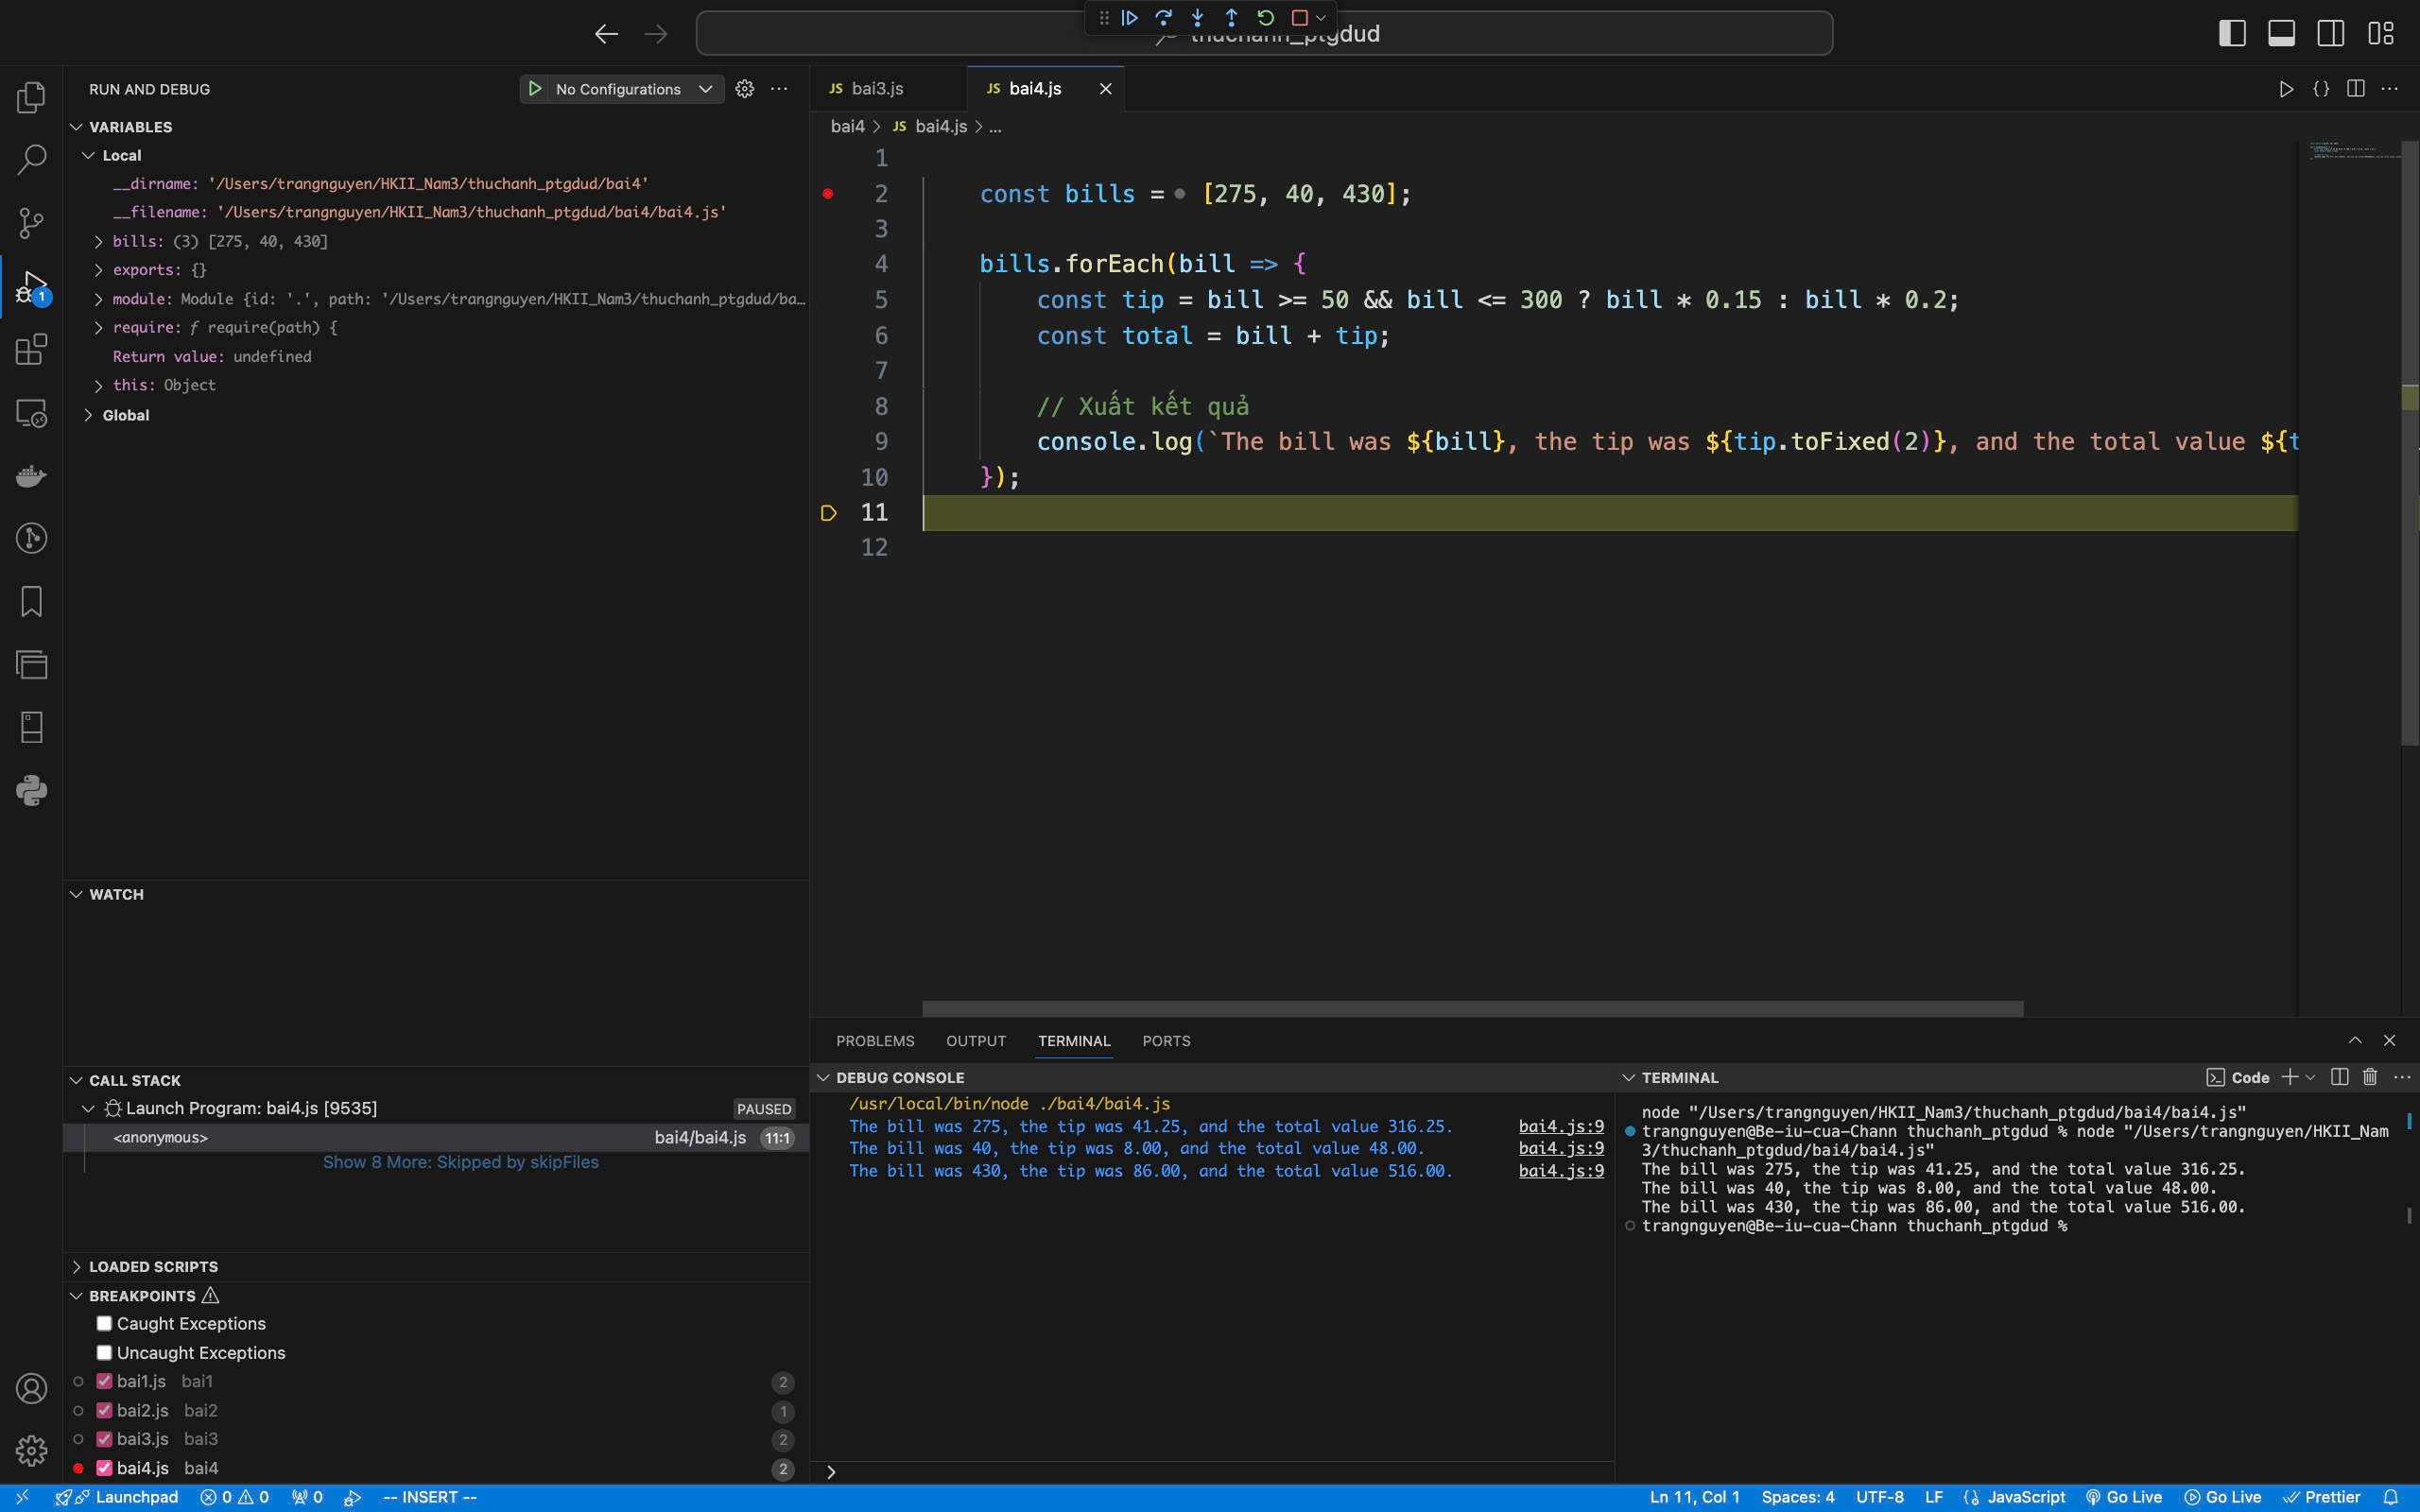 thuchanh_ptgdud
RUN AND DEBUG
No Configurations
VARIABLES
Local
__dirname: '/Users/trangnguyen/HKII_Nam3/thuchanh_ptgdud/bai4'
__filename: '/Users/trangnguyen/HKII_Nam3/thuchanh_ptgdud/bai4/bai4.js'
bills: (3) [275, 40, 430]
exports: {}
module: Module {id: '.', path: '/Users/trangnguyen/HKII_Nam3/thuchanh_ptgdud/ba...
require: ƒ require(path) {
Return value: undefined
this: Object
Global
WATCH
CALL STACK
Launch Program: bai4.js [9535] PAUSED
<anonymous> bai4/bai4.js 11:1
Show 8 More: Skipped by skipFiles
LOADED SCRIPTS
BREAKPOINTS
Caught Exceptions
Uncaught Exceptions
bai1.js bai1 2
bai2.js bai2 1
bai3.js bai3 2
bai4.js bai4 2
JS bai3.js JS bai4.js
bai4 > JS bai4.js > ...
1
2 const bills = [275, 40, 430];
3
4 bills.forEach(bill => {
5 const tip = bill >= 50 && bill <= 300 ? bill * 0.15 : bill * 0.2;
6 const total = bill + tip;
7
8 // Xuất kết quả
9 console.log(`The bill was ${bill}, the tip was ${tip.toFixed(2)}, and the total value ${t
10 });
11
12
PROBLEMS OUTPUT TERMINAL PORTS
DEBUG CONSOLE
/usr/local/bin/node ./bai4/bai4.js
The bill was 275, the tip was 41.25, and the total value 316.25. bai4.js:9
The bill was 40, the tip was 8.00, and the total value 48.00. bai4.js:9
The bill was 430, the tip was 86.00, and the total value 516.00. bai4.js:9
TERMINAL Code
node "/Users/trangnguyen/HKII_Nam3/thuchanh_ptgdud/bai4/bai4.js"
trangnguyen@Be-iu-cua-Chann thuchanh_ptgdud % node "/Users/trangnguyen/HKII_Nam
3/thuchanh_ptgdud/bai4/bai4.js"
The bill was 275, the tip was 41.25, and the total value 316.25.
The bill was 40, the tip was 8.00, and the total value 48.00.
The bill was 430, the tip was 86.00, and the total value 516.00.
trangnguyen@Be-iu-cua-Chann thuchanh_ptgdud %
1
Launchpad 0 0 0 -- INSERT -- Ln 11, Col 1 Spaces: 4 UTF-8 LF JavaScript Go Live Go Live Prettier